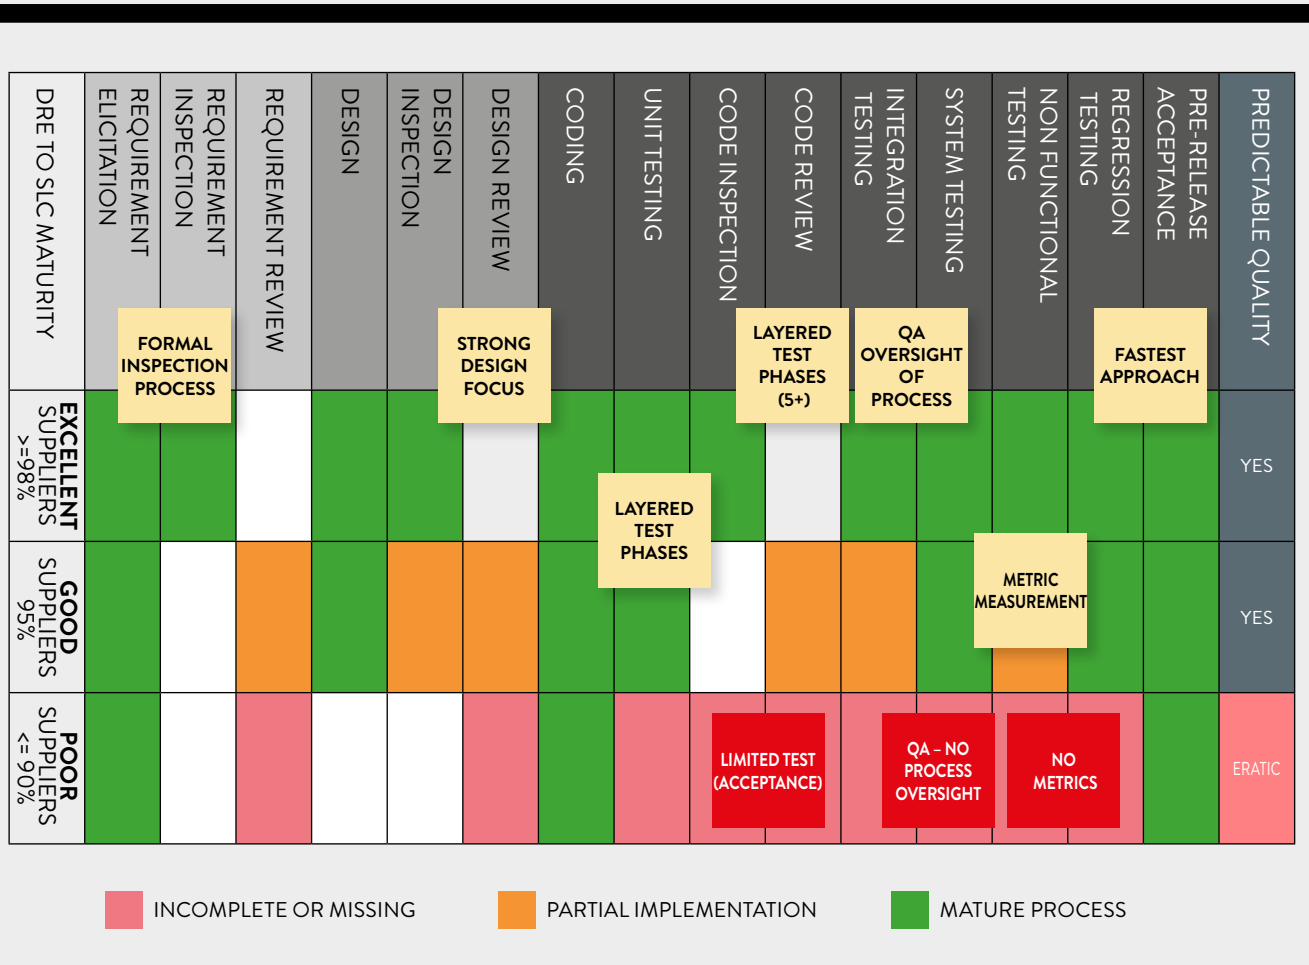 DRE TO SLC MATURITY
REQUIREMENT
ELICITATION
REQUIREMENT
INSPECTION
REQUIREMENT REVIEW
DESIGN
DESIGN
INSPECTION
DESIGN REVIEW
CODING
UNIT TESTING
CODE INSPECTION
CODE REVIEW
INTEGRATION
TESTING
SYSTEM TESTING
NON FUNCTIONAL
TESTING
REGRESSION
TESTING
PRE-RELEASE
ACCEPTANCE
PREDICTABLE QUALITY
FORMAL
INSPECTION
PROCESS
STRONG
DESIGN
FOCUS
LAYERED
TEST
PHASES
(5+)
QA
OVERSIGHT
OF
PROCESS
FASTEST
APPROACH
EXCELLENT
SUPPLIERS
>=98%
YES
LAYERED
TEST
PHASES
GOOD
SUPPLIERS
95%
METRIC
MEASUREMENT
YES
POOR
SUPPLIERS
<= 90%
LIMITED TEST
(ACCEPTANCE)
QA – NO
PROCESS
OVERSIGHT
NO
METRICS
ERATIC
INCOMPLETE OR MISSING
PARTIAL IMPLEMENTATION
MATURE PROCESS